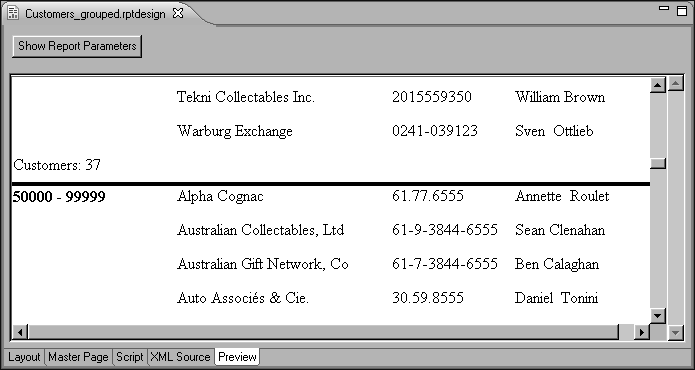 Customers_grouped.rptdesign
Show Report Parameters
Tekni Collectables Inc. 2015559350 William Brown
Warburg Exchange 0241-039123 Sven Ottlieb
Customers: 37
50000 - 99999 Alpha Cognac 61.77.6555 Annette Roulet
Australian Collectables, Ltd 61-9-3844-6555 Sean Clenahan
Australian Gift Network, Co 61-7-3844-6555 Ben Calaghan
Auto Associés & Cie. 30.59.8555 Daniel Tonini
Layout Master Page Script XML Source Preview